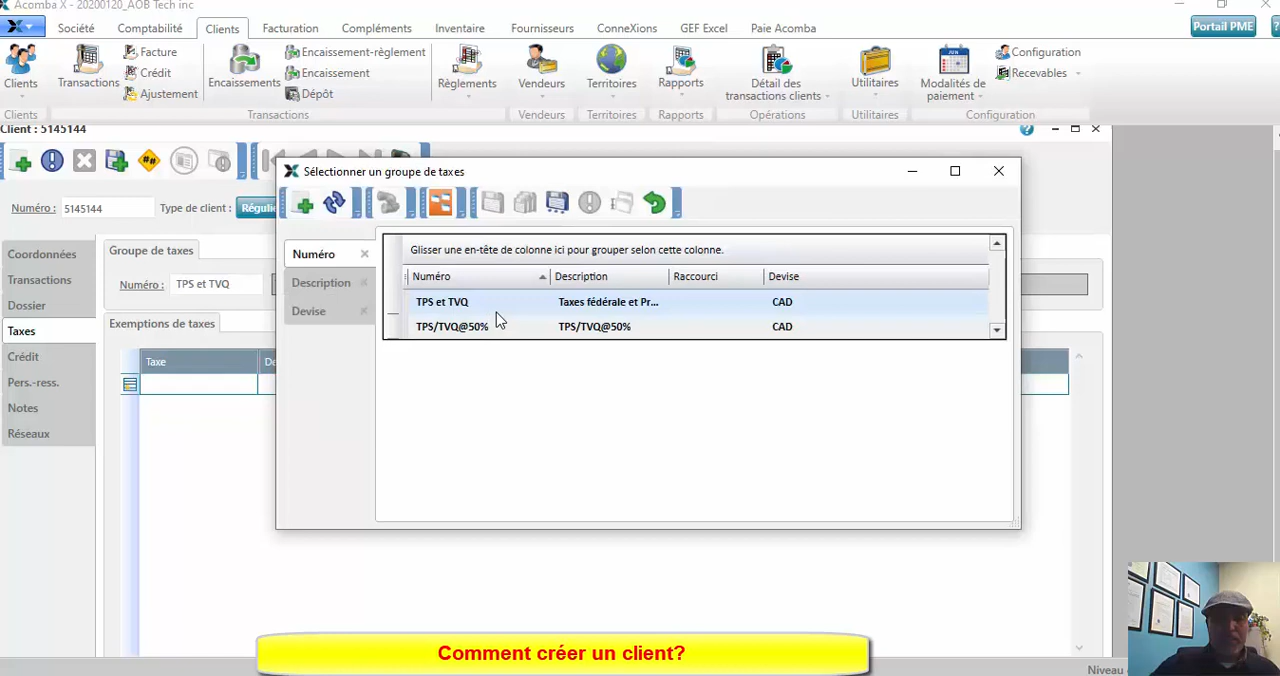 Acomba X - 20200120_AOB Tech inc
Société Comptabilité Clients Facturation Compléments Inventaire Fournisseurs ConneXions GEF Excel Paie Acomba
Portail PME
?
Clients
Transactions
Facture
Crédit
Ajustement
Encaissements
Encaissement-règlement
Encaissement
Dépôt
Règlements
Vendeurs
Territoires
Rapports
Détail des
transactions clients
Utilitaires
Modalités de
paiement
Configuration
Recevables
Clients Transactions Vendeurs Territoires Rapports Opérations Utilitaires Configuration
Client : 5145144
Numéro : 5145144 Type de client : Régulie
Coordonnées
Transactions
Dossier
Taxes
Crédit
Pers.-ress.
Notes
Réseaux
Groupe de taxes
Numéro : TPS et TVQ
Exemptions de taxes
Taxe De
Sélectionner un groupe de taxes
Numéro
Description
Devise
Glisser une en-tête de colonne ici pour grouper selon cette colonne.
Numéro Description Raccourci Devise
TPS et TVQ Taxes fédérale et Pr... CAD
TPS/TVQ@50% TPS/TVQ@50% CAD
Comment créer un client?
Niveau